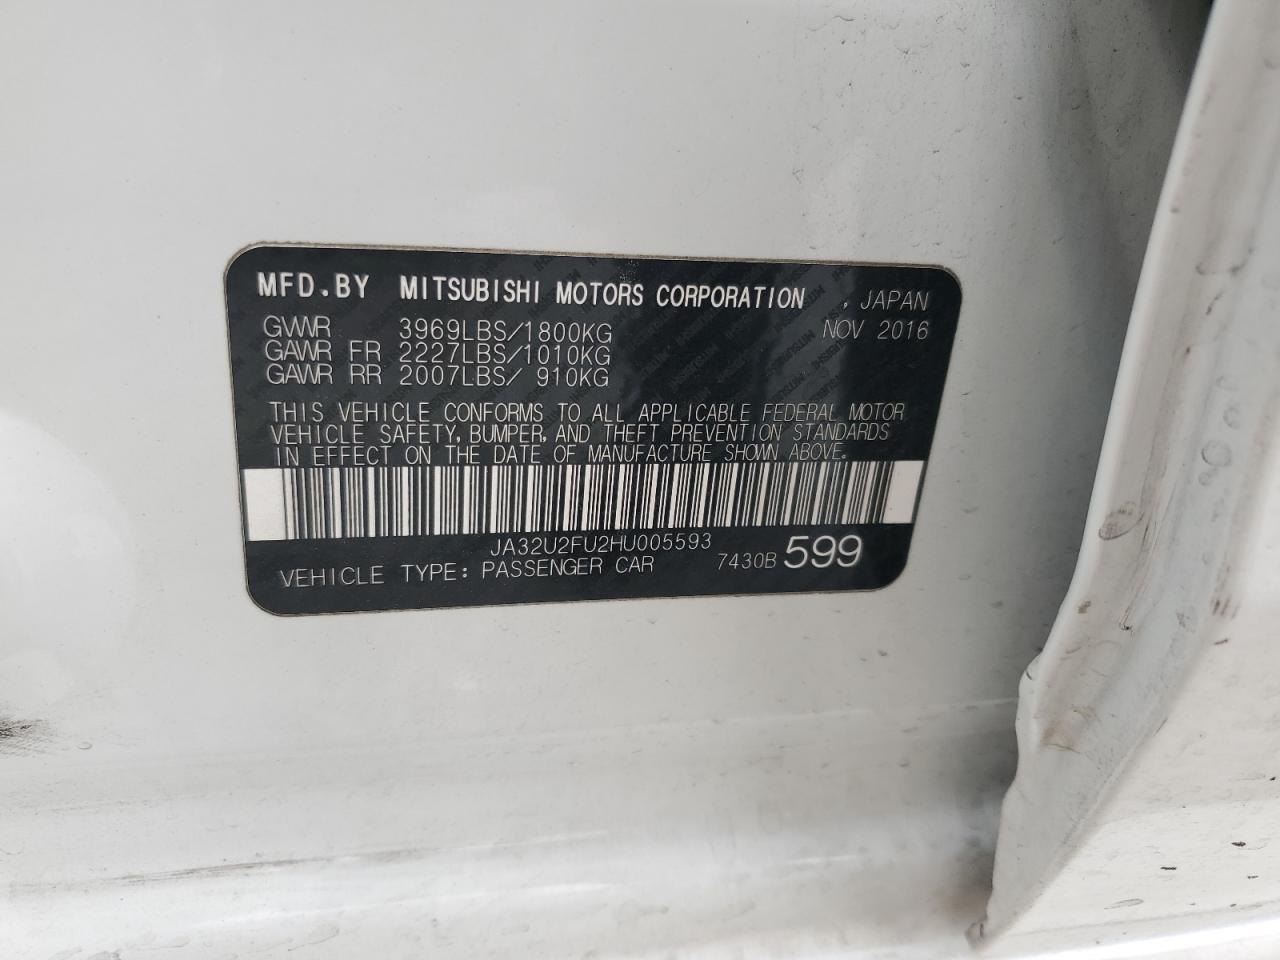 MFD.BY MITSUBISHI MOTORS CORPORATION , JAPAN
GVWR 3969LBS/1800KG NOV 2016
GAWR FR 2227LBS/1010KG
GAWR RR 2007LBS/ 910KG
THIS VEHICLE CONFORMS TO ALL APPLICABLE FEDERAL MOTOR
VEHICLE SAFETY, BUMPER, AND THEFT PREVENTION STANDARDS
IN EFFECT ON THE DATE OF MANUFACTURE SHOWN ABOVE.
JA32U2FU2HU005593
VEHICLE TYPE: PASSENGER CAR 7430B 599